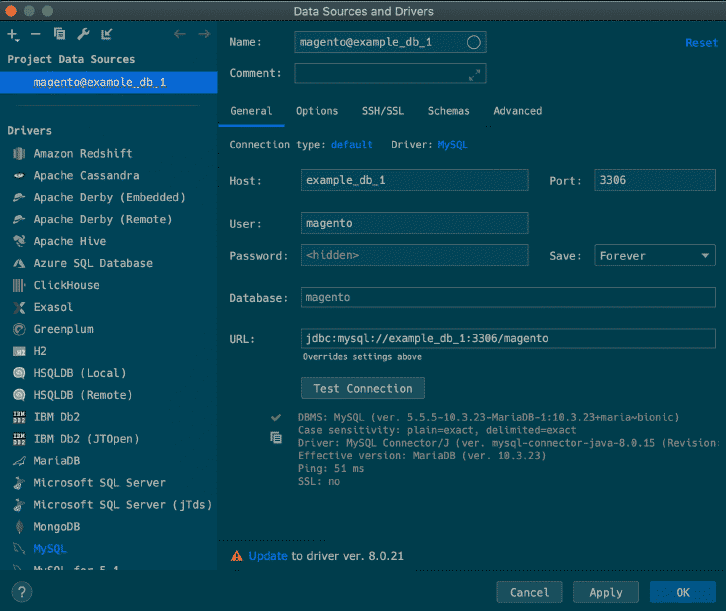 Data Sources and Drivers
Project Data Sources
magento@example_db_1
Drivers
Amazon Redshift
Apache Cassandra
Apache Derby (Embedded)
Apache Derby (Remote)
Apache Hive
Azure SQL Database
ClickHouse
Exasol
Greenplum
H2
HSQLDB (Local)
HSQLDB (Remote)
IBM Db2
IBM Db2 (JTOpen)
MariaDB
Microsoft SQL Server
Microsoft SQL Server (jTds)
MongoDB
MySQL
MySQL for 5.1
Name: magento@example_db_1 Reset
Comment:
General Options SSH/SSL Schemas Advanced
Connection type: default Driver: MySQL
Host: example_db_1 Port: 3306
User: magento
Password: <hidden> Save: Forever
Database: magento
URL: jdbc:mysql://example_db_1:3306/magento
Overrides settings above
Test Connection
DBMS: MySQL (ver. 5.5.5-10.3.23-MariaDB-1:10.3.23+maria~bionic)
Case sensitivity: plain=exact, delimited=exact
Driver: MySQL Connector/J (ver. mysql-connector-java-8.0.15 (Revision:
Effective version: MariaDB (ver. 10.3.23)
Ping: 51 ms
SSL: no
Update to driver ver. 8.0.21
? Cancel Apply OK